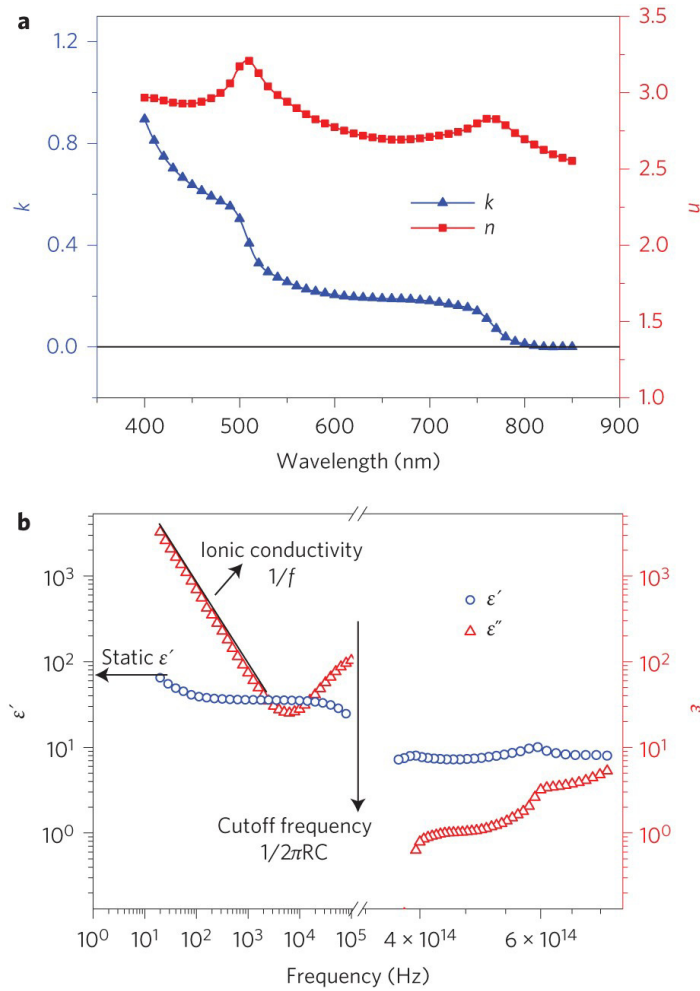 a
1.2
0.8
0.4
0.0
k
3.5
3.0
2.5
2.0
1.5
1.0
n
k
n
400 500 600 700 800 900
Wavelength (nm)
b
10³
10²
10¹
10⁰
ε′
Ionic conductivity
1/f
Static ε′
Cutoff frequency
1/2πRC
ε′
ε″
10³
10²
10¹
10⁰
ε
10⁰ 10¹ 10² 10³ 10⁴ 10⁵ 4 × 10¹⁴ 6 × 10¹⁴
Frequency (Hz)